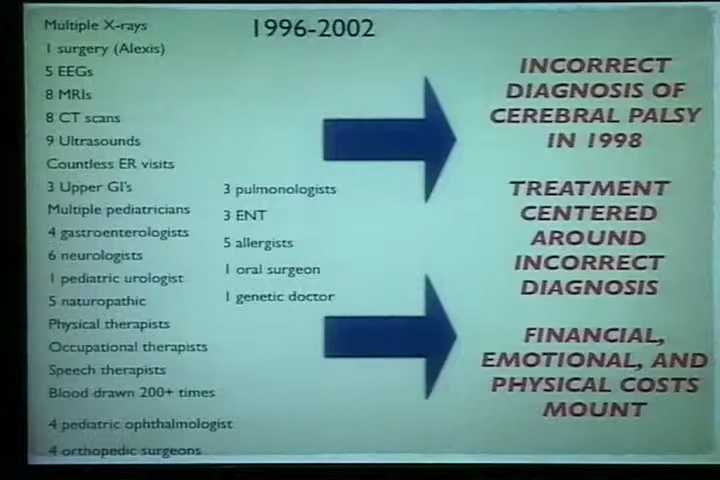 1996-2002
Multiple X-rays
1 surgery (Alexis)
5 EEGs
8 MRIs
8 CT scans
9 Ultrasounds
Countless ER visits
3 Upper GI's
Multiple pediatricians
4 gastroenterologists
6 neurologists
1 pediatric urologist
5 naturopathic
Physical therapists
Occupational therapists
Speech therapists
Blood drawn 200+ times
4 pediatric ophthalmologist
4 orthopedic surgeons
3 pulmonologists
3 ENT
5 allergists
1 oral surgeon
1 genetic doctor
INCORRECT
DIAGNOSIS OF
CEREBRAL PALSY
IN 1998
TREATMENT
CENTERED
AROUND
INCORRECT
DIAGNOSIS
FINANCIAL,
EMOTIONAL, AND
PHYSICAL COSTS
MOUNT